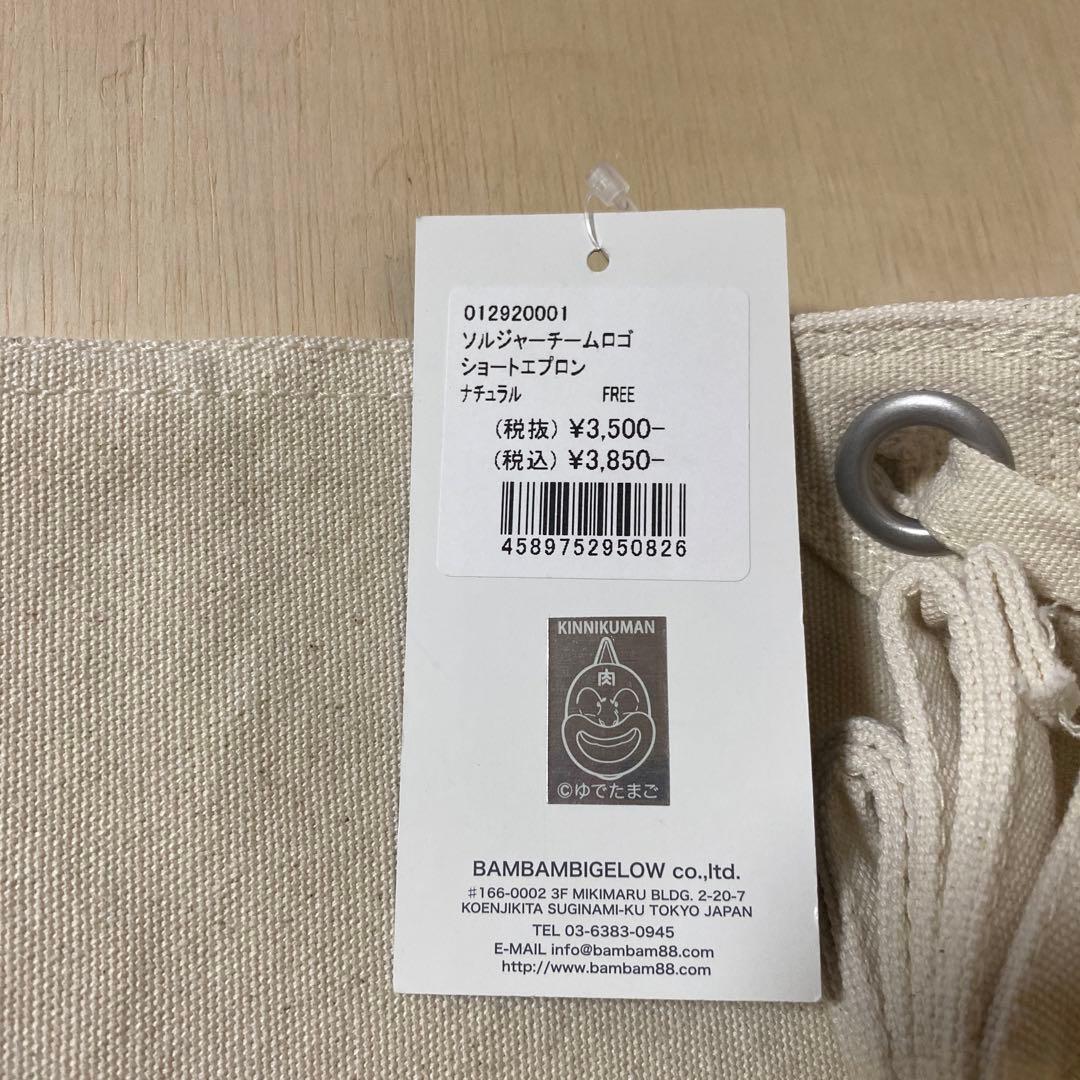 012920001
ソルジャーチームロゴ
ショートエプロン
ナチュラル FREE
(税抜) ¥3,500-
(税込) ¥3,850-
4589752950826
KINNIKUMAN
肉
©ゆでたまご
BAMBAMBIGELOW co.,ltd.
♯166-0002 3F MIKIMARU BLDG. 2-20-7
KOENJIKITA SUGINAMI-KU TOKYO JAPAN
TEL 03-6383-0945
E-MAIL info@bambam88.com
http://www.bambam88.com